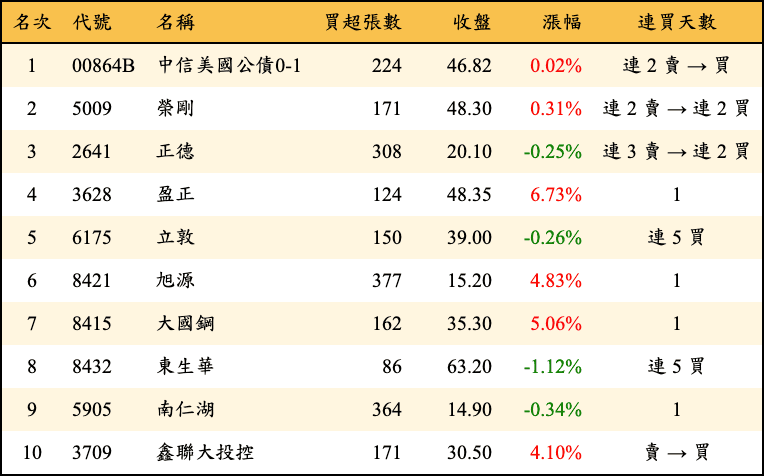 名次 代號 名稱 買超張數 收盤 漲幅 連買天數
1 00864B 中信美國公債0-1 224 46.82 0.02% 連 2 賣 → 買
2 5009 榮剛 171 48.30 0.31% 連 2 賣 → 連 2 買
3 2641 正德 308 20.10 -0.25% 連 3 賣 → 連 2 買
4 3628 盈正 124 48.35 6.73% 1
5 6175 立敦 150 39.00 -0.26% 連 5 買
6 8421 旭源 377 15.20 4.83% 1
7 8415 大國鋼 162 35.30 5.06% 1
8 8432 東生華 86 63.20 -1.12% 連 5 買
9 5905 南仁湖 364 14.90 -0.34% 1
10 3709 鑫聯大投控 171 30.50 4.10% 賣 → 買